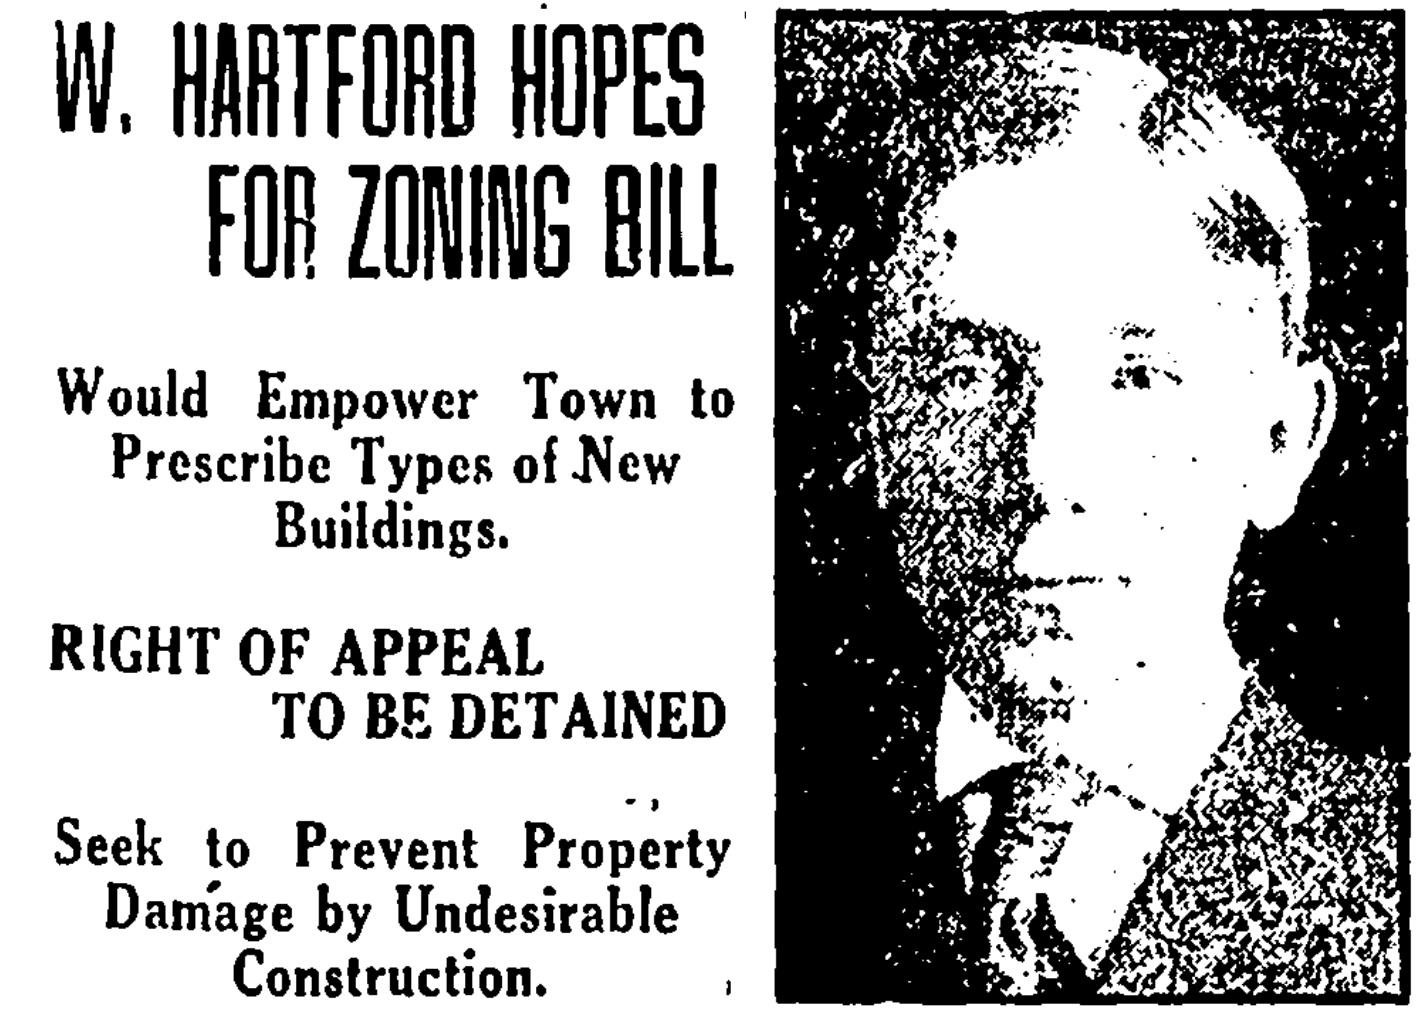 W. HARTFORD HOPES
FOR ZONING BILL
Would Empower Town to
Prescribe Types of New
Buildings.
RIGHT OF APPEAL
TO BE DETAINED
Seek to Prevent Property
Damage by Undesirable
Construction.